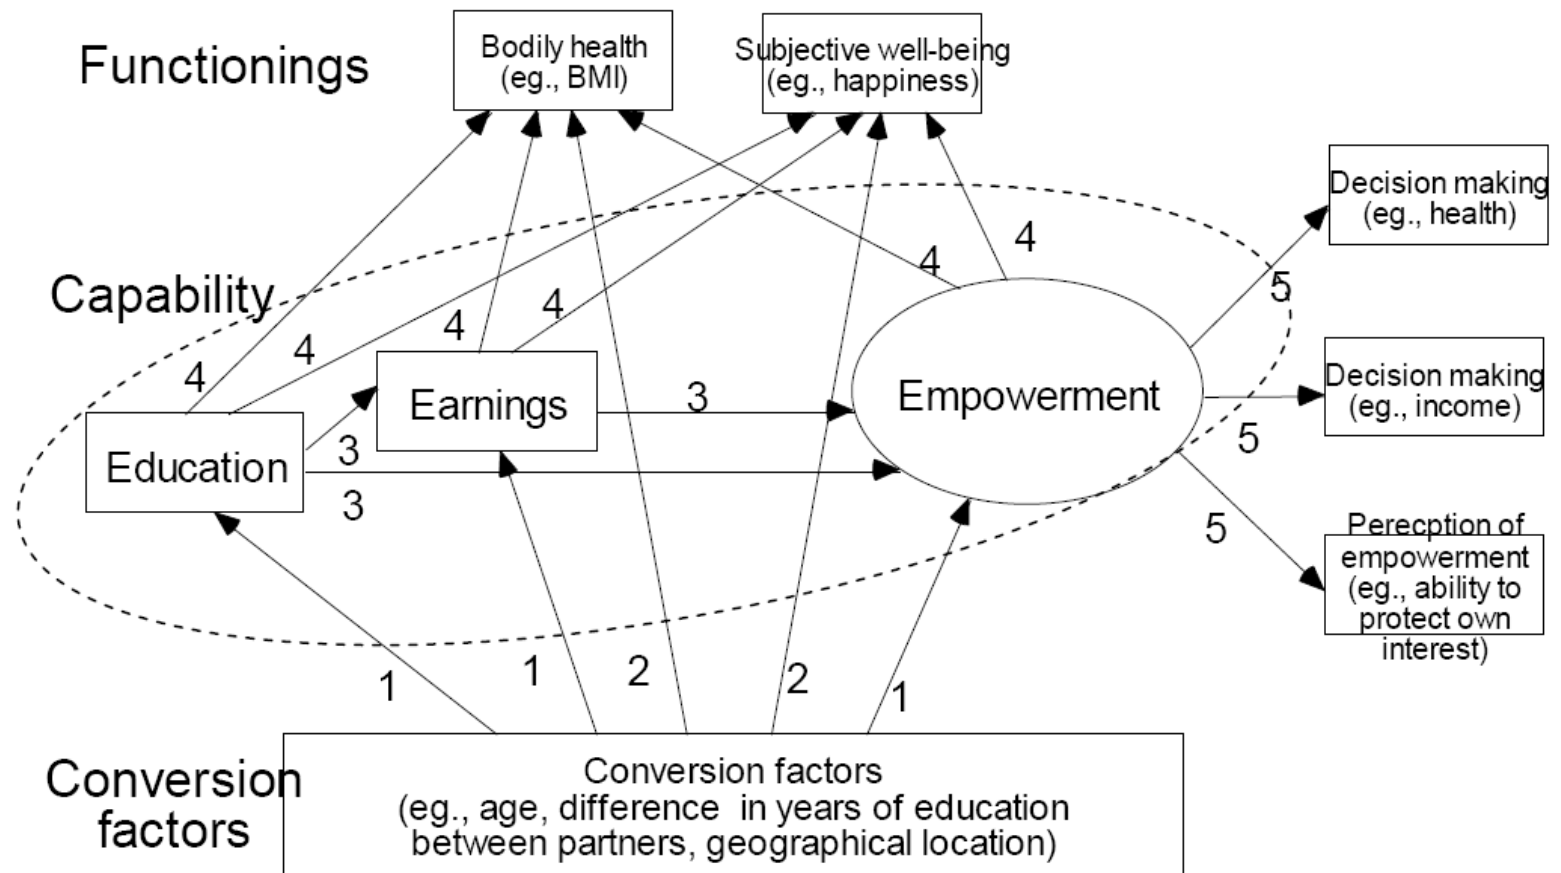 Functionings
Bodily health
(eg., BMI)
Subjective well-being
(eg., happiness)
Decision making
(eg., health)
4
4
5
Capability
4
4
4
4
Decision making
(eg., income)
Earnings
3
Empowerment
5
3
Education
3
5
Perecption of
empowerment
(eg., ability to
protect own
interest)
1
1
2
2
1
Conversion
factors
Conversion factors
(eg., age, difference in years of education
between partners, geographical location)